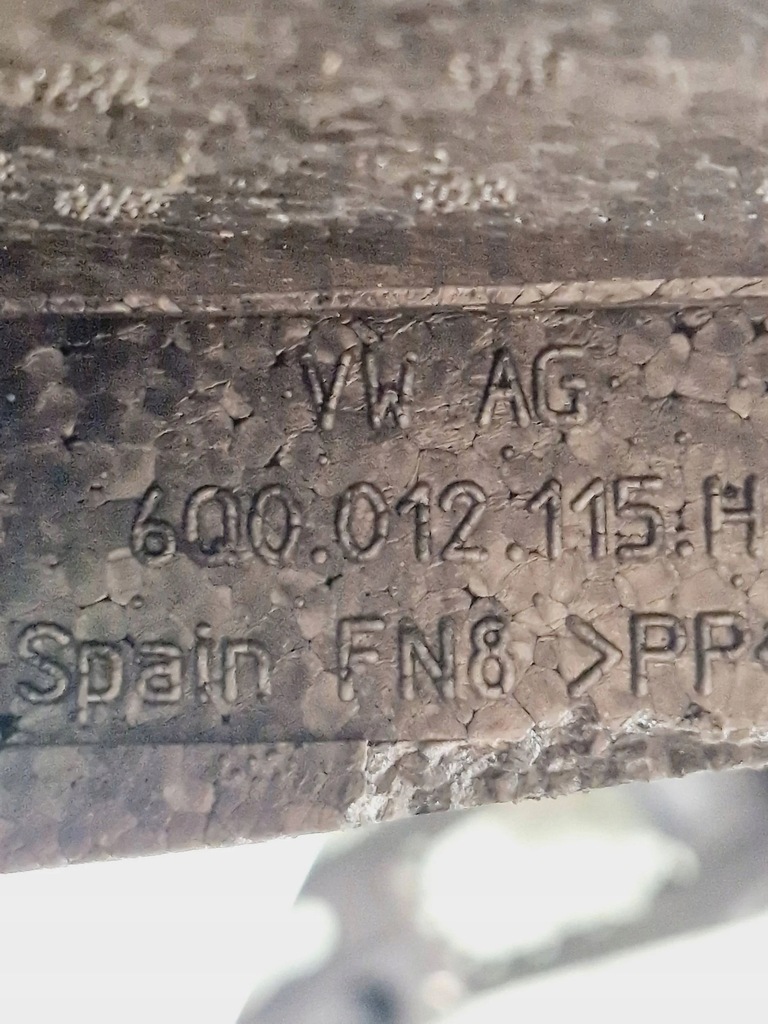 VW AG
6Q0.012.115.H
Spain FN8 >PP<